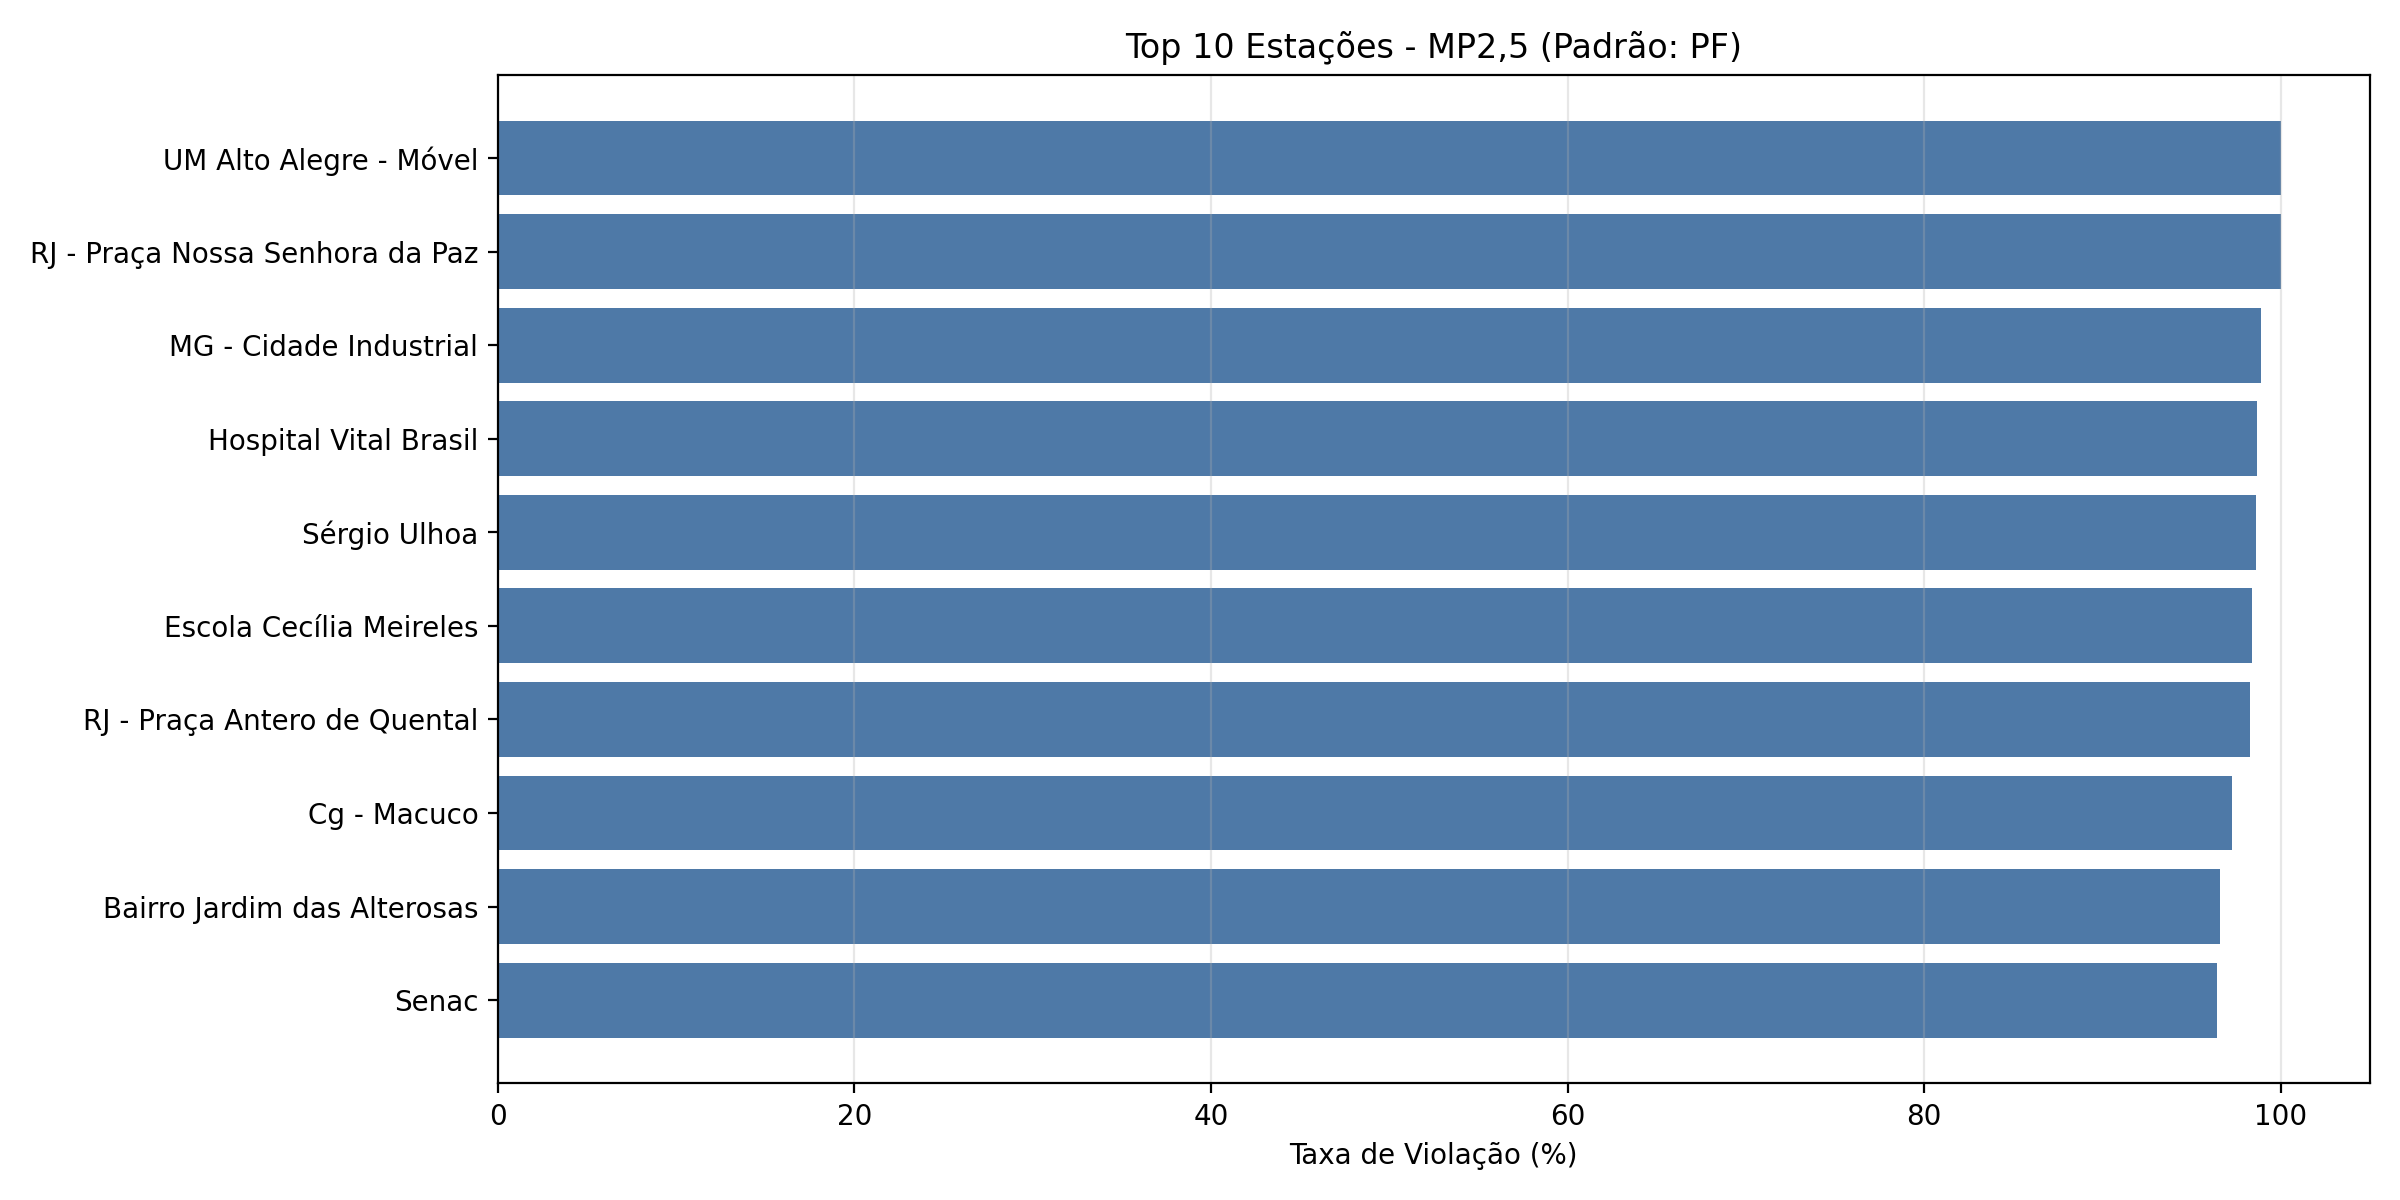 Top 10 Estações - MP2,5 (Padrão: PF)
UM Alto Alegre - Móvel
RJ - Praça Nossa Senhora da Paz
MG - Cidade Industrial
Hospital Vital Brasil
Sérgio Ulhoa
Escola Cecília Meireles
RJ - Praça Antero de Quental
Cg - Macuco
Bairro Jardim das Alterosas
Senac
0 20 40 60 80 100
Taxa de Violação (%)